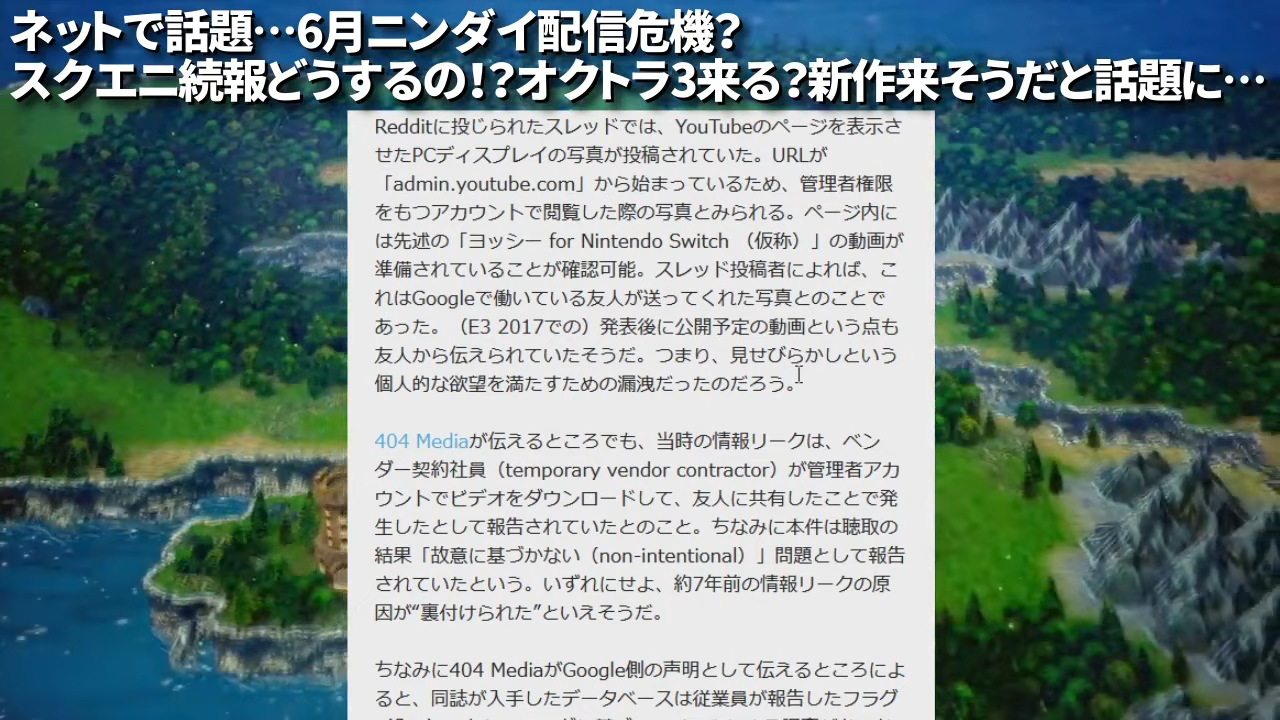 ネットで話題…6月ニンダイ配信危機？
スクエニ続報どうするの!？オクトラ3来る？新作来そうだと話題に…
Redditに投じられたスレッドでは、YouTubeのページを表示さ
せたPCディスプレイの写真が投稿されていた。URLが
「admin.youtube.com」から始まっているため、管理者権限
をもつアカウントで閲覧した際の写真とみられる。ページ内に
は先述の「ヨッシー for Nintendo Switch （仮称）」の動画が
準備されていることが確認可能。スレッド投稿者によれば、こ
れはGoogleで働いている友人が送ってくれた写真とのことで
あった。（E3 2017での）発表後に公開予定の動画という点も
友人から伝えられていたそうだ。つまり、見せびらかしという
個人的な欲望を満たすための漏洩だったのだろう。
404 Mediaが伝えるところでも、当時の情報リークは、ベン
ダー契約社員（temporary vendor contractor）が管理者アカ
ウントでビデオをダウンロードして、友人に共有したことで発
生したとして報告されていたとのこと。ちなみに本件は聴取の
結果「故意に基づかない（non-intentional）」問題として報告
されていたという。いずれにせよ、約7年前の情報リークの原
因が“裏付けられた”といえそうだ。
ちなみに404 MediaがGoogle側の声明として伝えるところによ
ると、同誌が入手したデータベースは従業員が報告したフラグ